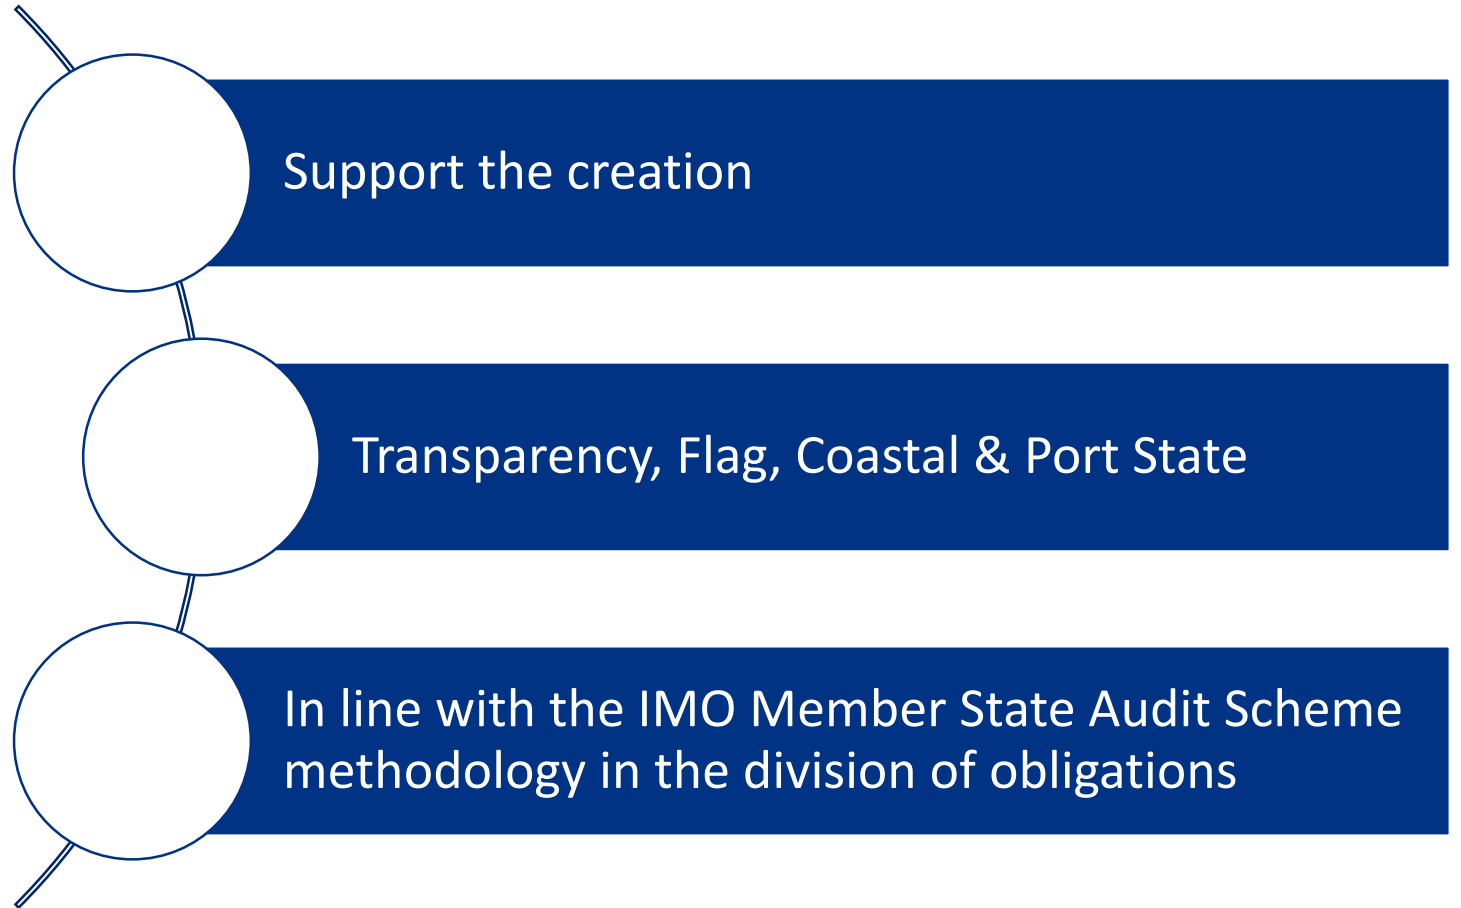 Support the creation
Transparency, Flag, Coastal & Port State
In line with the IMO Member State Audit Scheme
methodology in the division of obligations